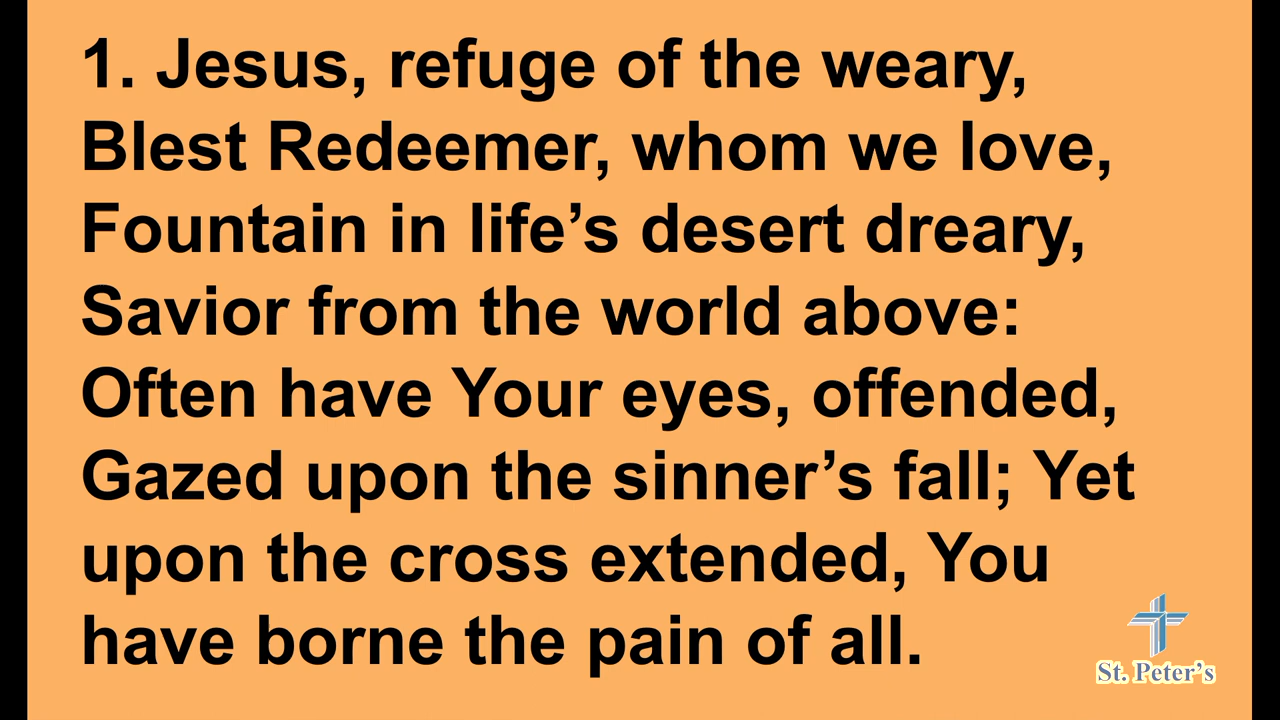 1. Jesus, refuge of the weary,
Blest Redeemer, whom we love,
Fountain in life’s desert dreary,
Savior from the world above:
Often have Your eyes, offended,
Gazed upon the sinner’s fall; Yet
upon the cross extended, You
have borne the pain of all.
St. Peter’s